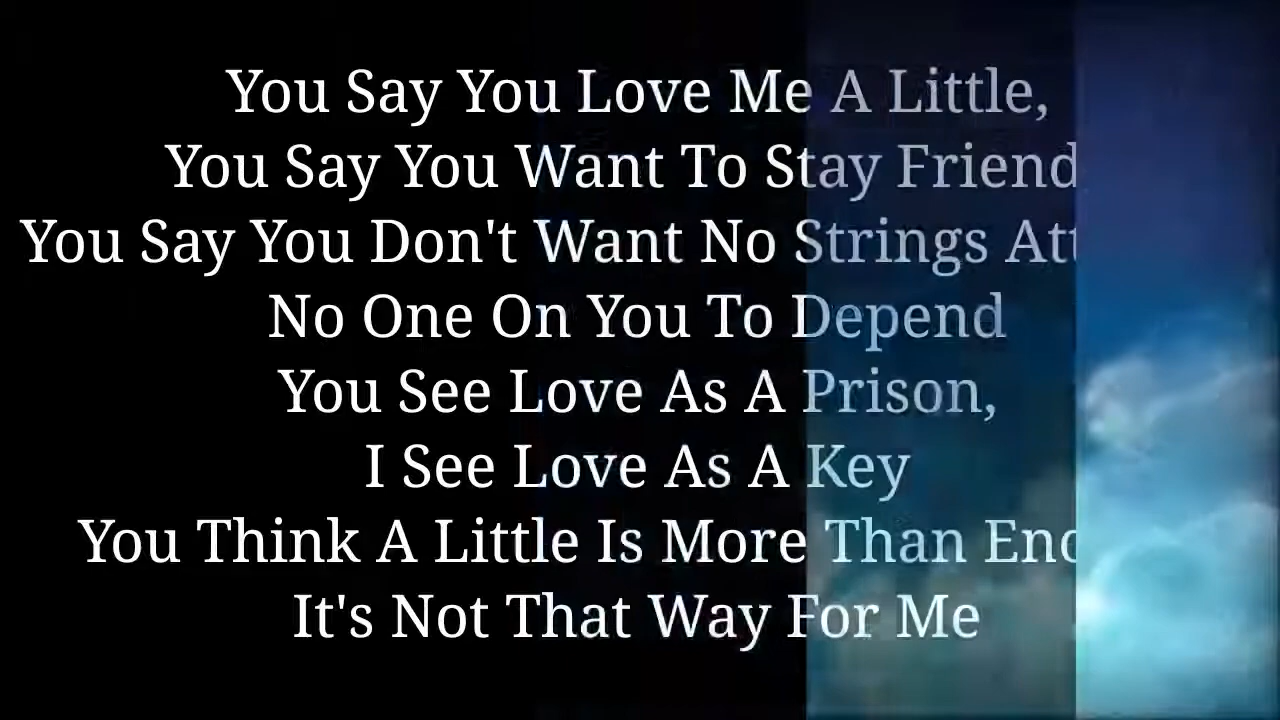 You Say You Love Me A Little,
You Say You Want To Stay Friend
You Say You Don't Want No Strings Att
No One On You To Depend
You See Love As A Prison,
I See Love As A Key
You Think A Little Is More Than Eno
It's Not That Way For Me